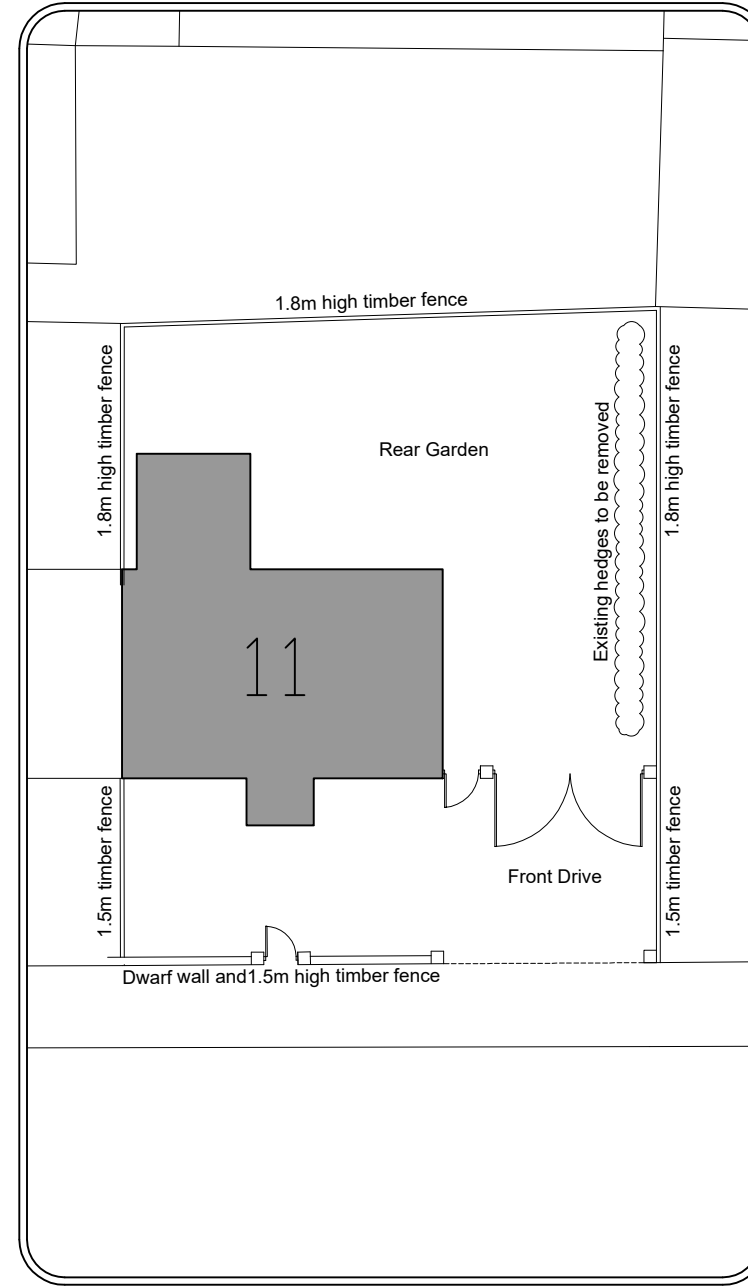 1.8m high timber fence
1.8m high timber fence
Rear Garden
Existing hedges to be removed
1.8m high timber fence
11
1.5m timber fence
Front Drive
1.5m timber fence
Dwarf wall and1.5m high timber fence